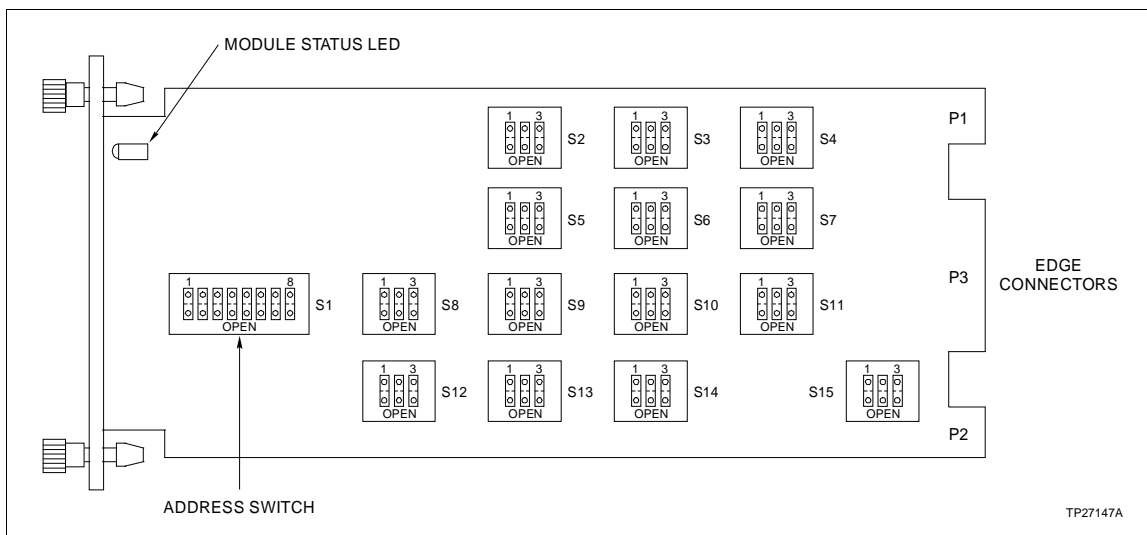 MODULE STATUS LED
1 3
OPEN
S2
1 3
OPEN
S3
1 3
OPEN
S4
P1
1 3
OPEN
S5
1 3
OPEN
S6
1 3
OPEN
S7
1 8
OPEN
S1
1 3
OPEN
S8
1 3
OPEN
S9
1 3
OPEN
S10
1 3
OPEN
S11
P3
EDGE
CONNECTORS
1 3
OPEN
S12
1 3
OPEN
S13
1 3
OPEN
S14
S15
1 3
OPEN
P2
ADDRESS SWITCH
TP27147A